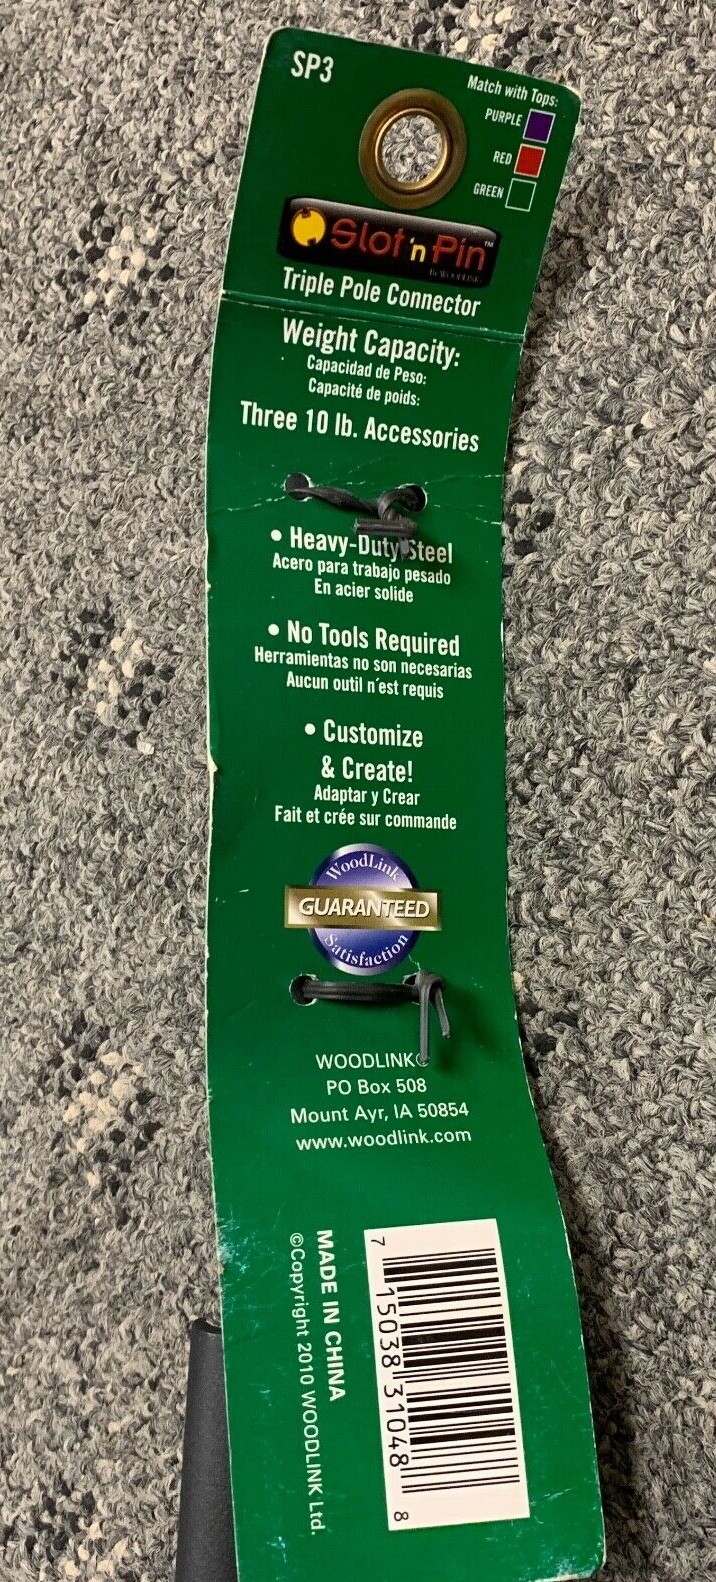 SP3
Match with Tops:
PURPLE
RED
GREEN
Slot 'n Pin™
By WOODLINK
Triple Pole Connector
Weight Capacity:
Capacidad de Peso:
Capacité de poids:
Three 10 lb. Accessories
• Heavy-Duty Steel
Acero para trabajo pesado
En acier solide
• No Tools Required
Herramientas no son necesarias
Aucun outil n'est requis
• Customize
& Create!
Adaptar y Crear
Fait et crée sur commande
WoodLink
GUARANTEED
Satisfaction
WOODLINK®
PO Box 508
Mount Ayr, IA 50854
www.woodlink.com
MADE IN CHINA
©Copyright 2010 WOODLINK Ltd.
7 15038 31048 8